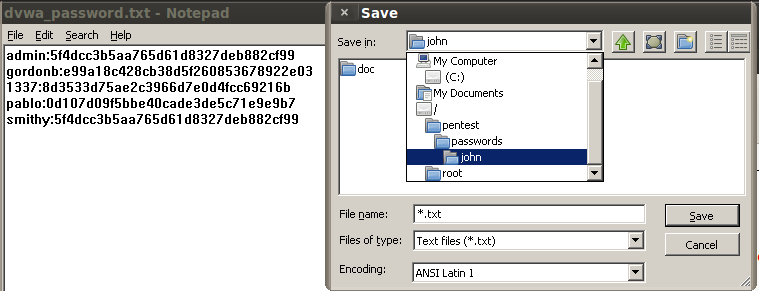 dvwa_password.txt - Notepad
File Edit Search Help
admin:5f4dcc3b5aa765d61d8327deb882cf99
gordonb:e99a18c428cb38d5f260853678922e03
1337:8d3533d75ae2c3966d7e0d4fcc69216b
pablo:0d107d09f5bbe40cade3de5c71e9e9b7
smithy:5f4dcc3b5aa765d61d8327deb882cf99
Save
Save in: john
doc
My Computer
(C:)
My Documents
/
pentest
passwords
john
root
File name: *.txt
Save
Files of type: Text files (*.txt)
Cancel
Encoding: ANSI Latin 1